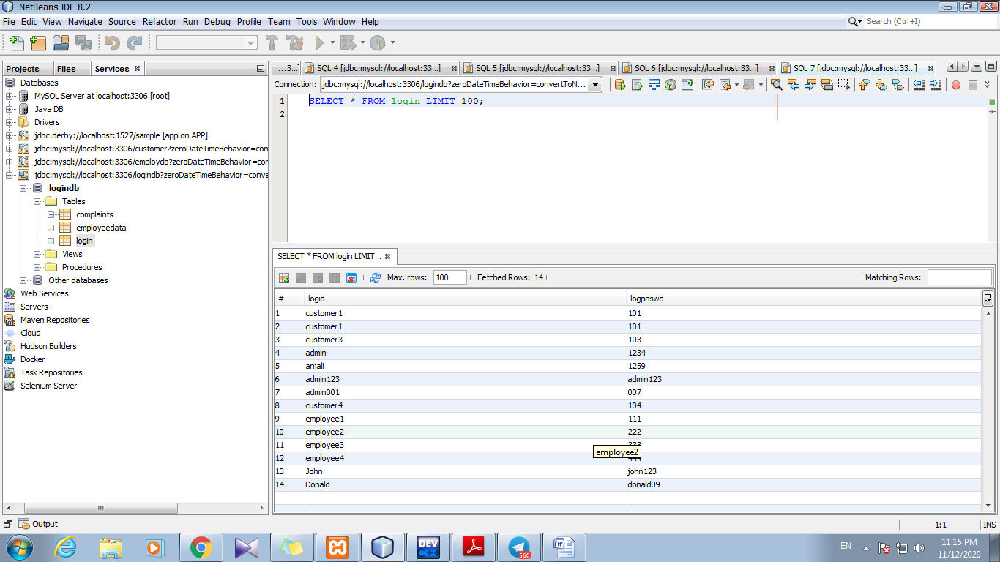 NetBeans IDE 8.2
File Edit View Navigate Source Refactor Run Debug Profile Team Tools Window Help
Search (Ctrl+I)
Projects Files Services
...3...] SQL 4 [jdbc:mysql://localhost:33...] SQL 5 [jdbc:mysql://localhost:33...] SQL 6 [jdbc:mysql://localhost:33...] SQL 7 [jdbc:mysql://localhost:33...]
Connection: jdbc:mysql://localhost:3306/logindb?zeroDateTimeBehavior=convertToN...
1 SELECT * FROM login LIMIT 100;
2
Databases
MySQL Server at localhost:3306 [root]
Java DB
Drivers
jdbc:derby://localhost:1527/sample [app on APP]
jdbc:mysql://localhost:3306/customer?zeroDateTimeBehavior=con
jdbc:mysql://localhost:3306/employdb?zeroDateTimeBehavior=con
jdbc:mysql://localhost:3306/logindb?zeroDateTimeBehavior=conve
logindb
Tables
complaints
employeedata
login
Views
Procedures
Other databases
Web Services
Servers
Maven Repositories
Cloud
Hudson Builders
Docker
Task Repositories
Selenium Server
SELECT * FROM login LIMIT...
Max. rows: 100 Fetched Rows: 14 Matching Rows:
# logid logpaswd
1 customer1 101
2 customer1 101
3 customer3 103
4 admin 1234
5 anjali 1259
6 admin123 admin123
7 admin001 007
8 customer4 104
9 employee1 111
10 employee2 222
11 employee3
employee2
12 employee4
13 John john123
14 Donald donald09
Output
1:1 INS
DEV C++
560
EN
11:15 PM
11/12/2020